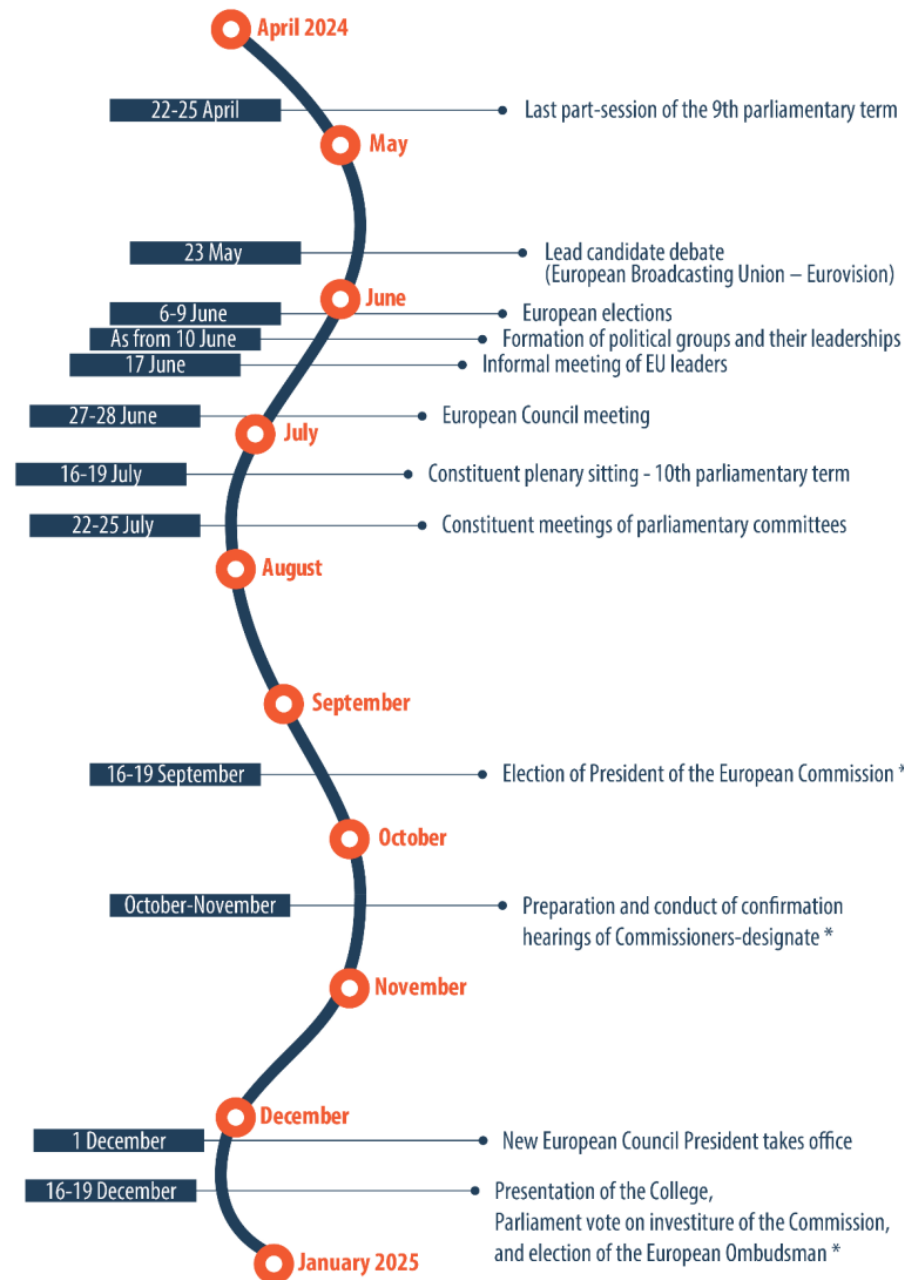 April 2024
22-25 April
Last part-session of the 9th parliamentary term
May
23 May
Lead candidate debate
(European Broadcasting Union – Eurovision)
June
6-9 June
European elections
As from 10 June
Formation of political groups and their leaderships
17 June
Informal meeting of EU leaders
27-28 June
European Council meeting
July
16-19 July
Constituent plenary sitting - 10th parliamentary term
22-25 July
Constituent meetings of parliamentary committees
August
September
16-19 September
Election of President of the European Commission *
October
October-November
Preparation and conduct of confirmation
hearings of Commissioners-designate *
November
December
1 December
New European Council President takes office
16-19 December
Presentation of the College,
Parliament vote on investiture of the Commission,
and election of the European Ombudsman *
January 2025